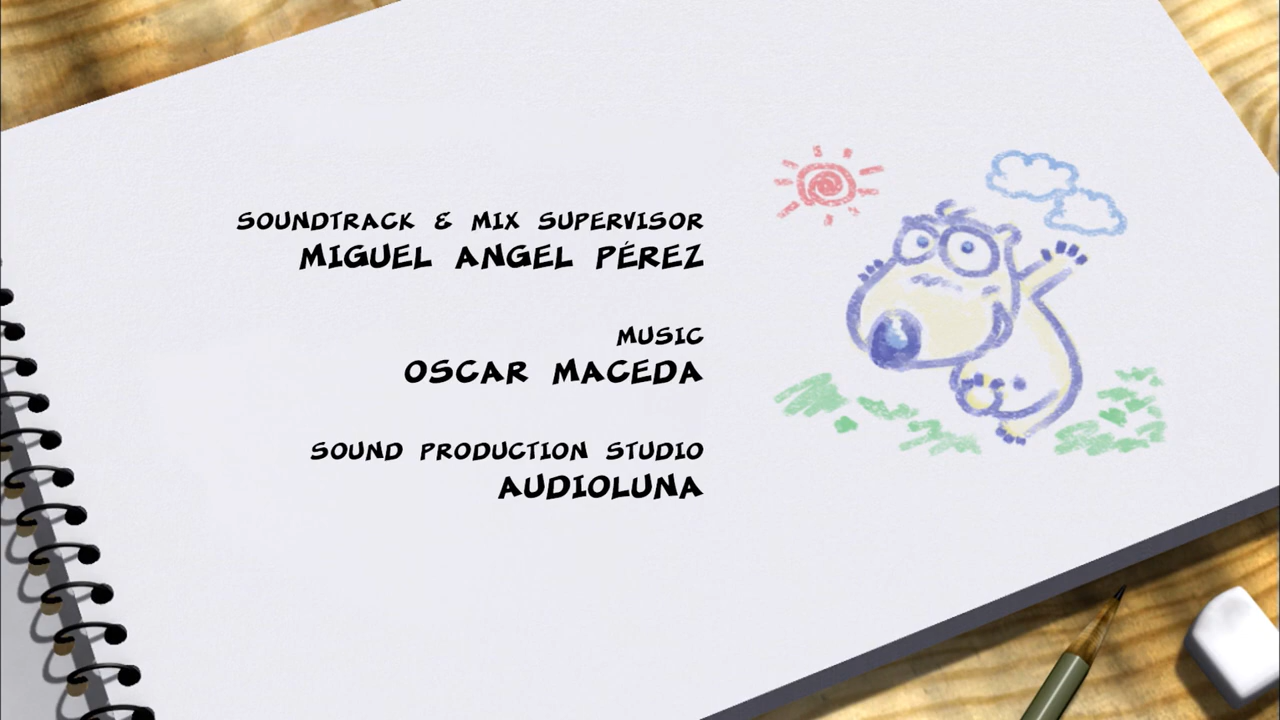 SOUNDTRACK & MIX SUPERVISOR
MIGUEL ANGEL PÉREZ
MUSIC
OSCAR MACEDA
SOUND PRODUCTION STUDIO
AUDIOLUNA